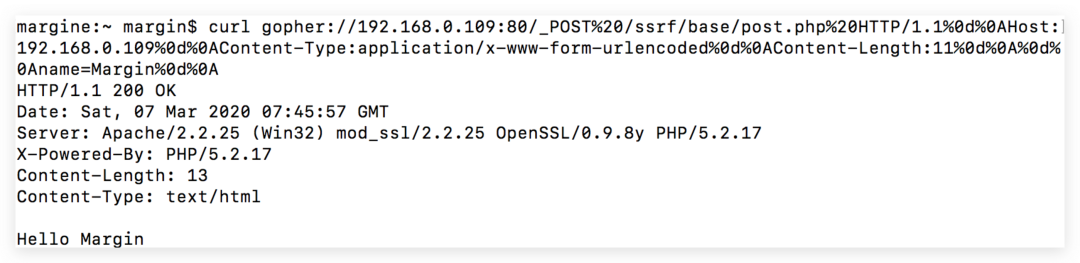 margine:~ margin$ curl gopher://192.168.0.109:80/_POST%20/ssrf/base/post.php%20HTTP/1.1%0d%0AHost:
192.168.0.109%0d%0AContent-Type:application/x-www-form-urlencoded%0d%0AContent-Length:11%0d%0A%0d%
0Aname=Margin%0d%0A
HTTP/1.1 200 OK
Date: Sat, 07 Mar 2020 07:45:57 GMT
Server: Apache/2.2.25 (Win32) mod_ssl/2.2.25 OpenSSL/0.9.8y PHP/5.2.17
X-Powered-By: PHP/5.2.17
Content-Length: 13
Content-Type: text/html
Hello Margin